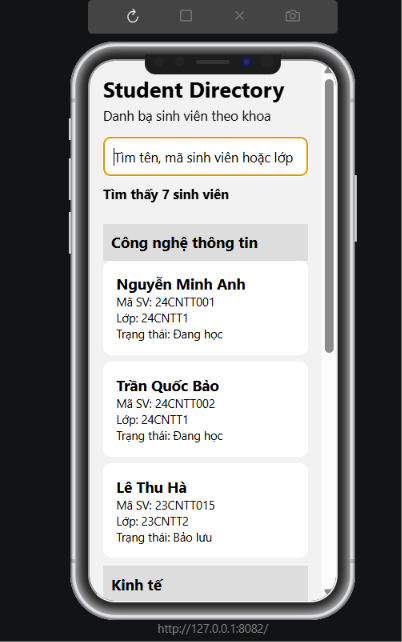 Student Directory
Danh bạ sinh viên theo khoa
Tìm tên, mã sinh viên hoặc lớp
Tìm thấy 7 sinh viên
Công nghệ thông tin
Nguyễn Minh Anh
Mã SV: 24CNTT001
Lớp: 24CNTT1
Trạng thái: Đang học
Trần Quốc Bảo
Mã SV: 24CNTT002
Lớp: 24CNTT1
Trạng thái: Đang học
Lê Thu Hà
Mã SV: 23CNTT015
Lớp: 23CNTT2
Trạng thái: Bảo lưu
Kinh tế
http://127.0.0.1:8082/